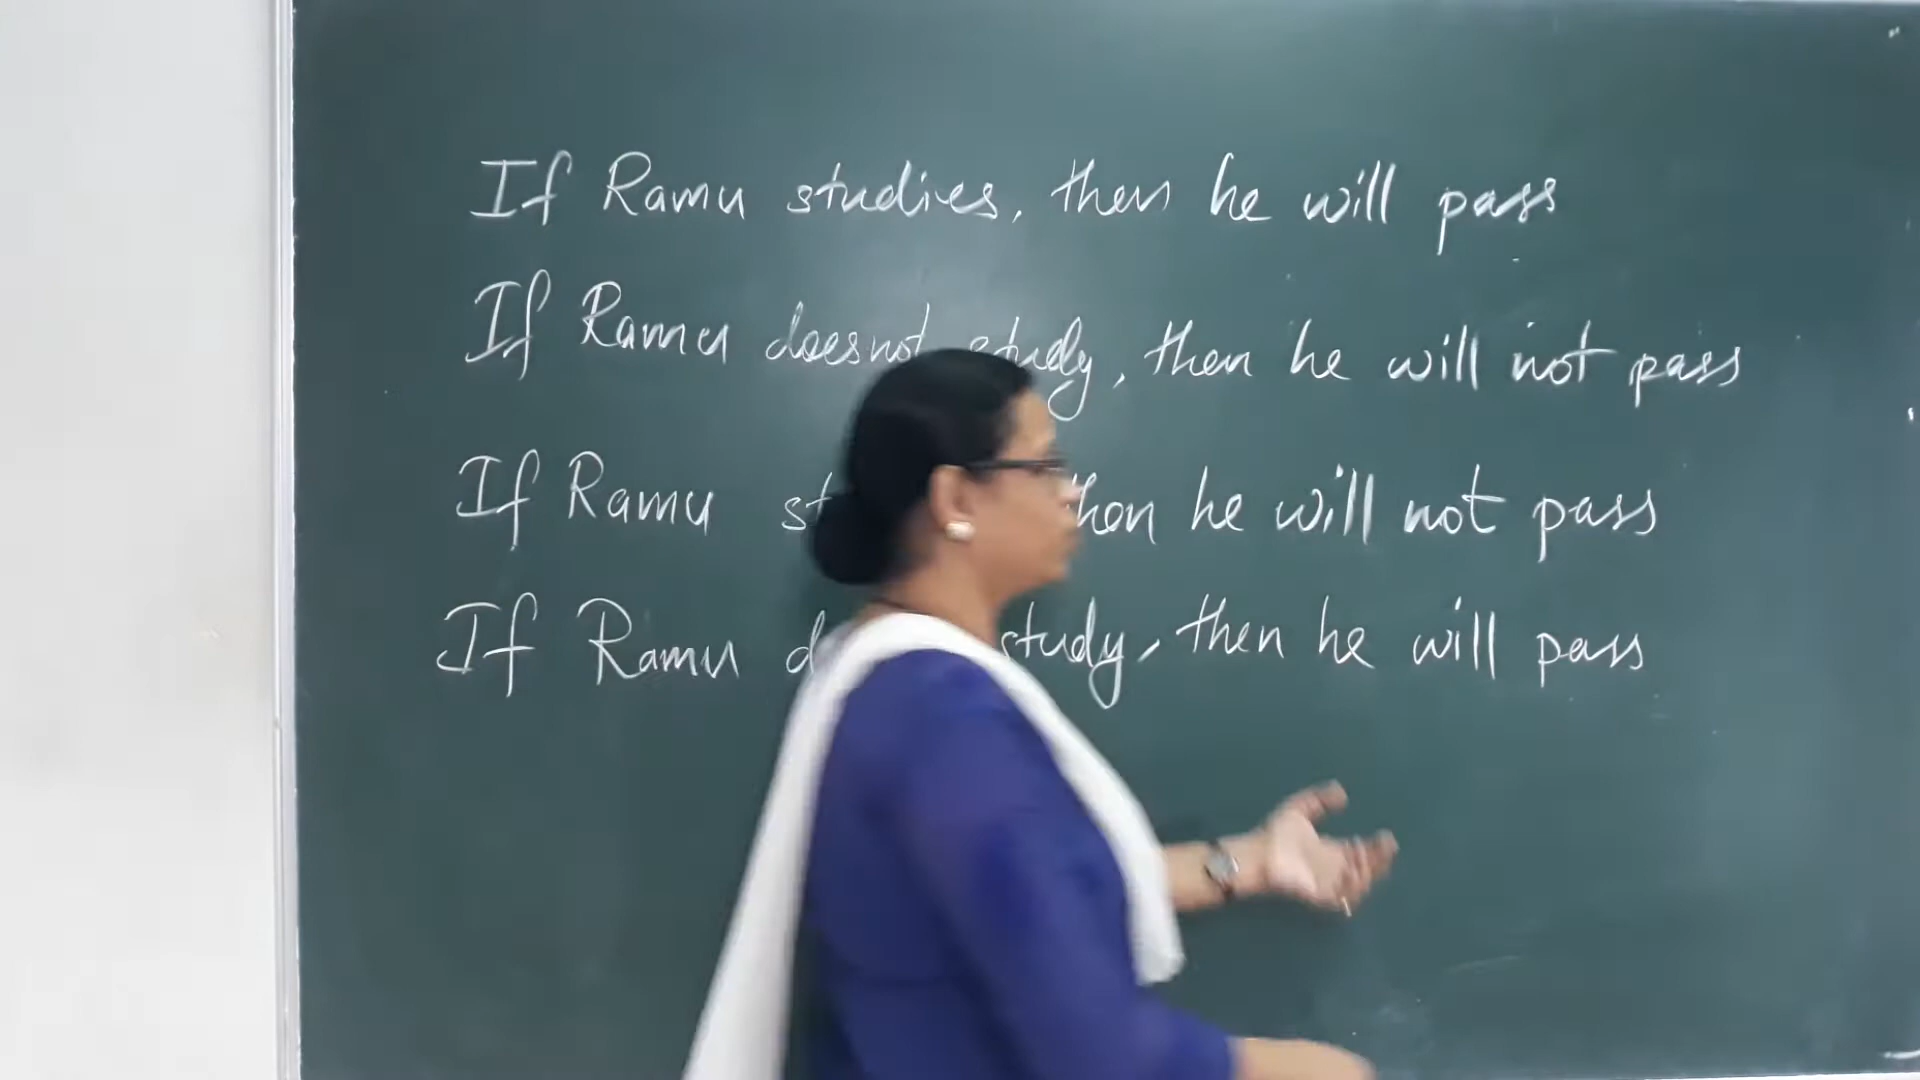 If Ramu studies, then he will pass
If Ramu doesnot study, then he will not pass
If Ramu then he will not pass
If Ramu study, then he will pass